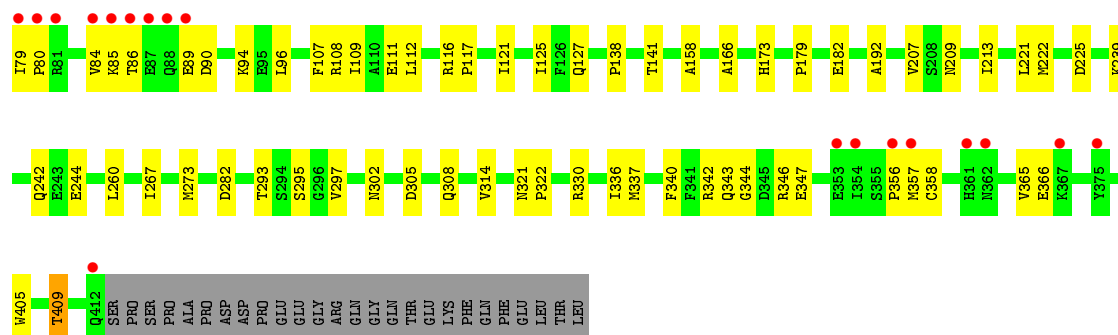 I79 P80 R81 V84 K85 T86 E87 Q88 E89 D90 K94 E95 L96 F107 R108 I109 A110 E111 L112 R116 P117 I121 I125 F126 Q127 P138 T141 A158 A166 H173 P179 E182 A192 V207 S208 N209 I213 L221 M222 D225
Q242 E243 E244 L260 I267 M273 D282 T293 S294 S295 G296 V297 N302 D305 Q308 V314 N321 P322 R330 I336 M337 F340 F341 R342 Q343 G344 D345 R346 E347 E353 I354 S355 P356 M357 C358 H361 N362 V365 E366 K367 Y375
W405 T409 Q412 SER PRO SER PRO ALA PRO ASP ASP PRO GLU GLU GLY ARG GLN GLY GLN THR GLU LYS PHE GLN PHE GLU LEU THR LEU